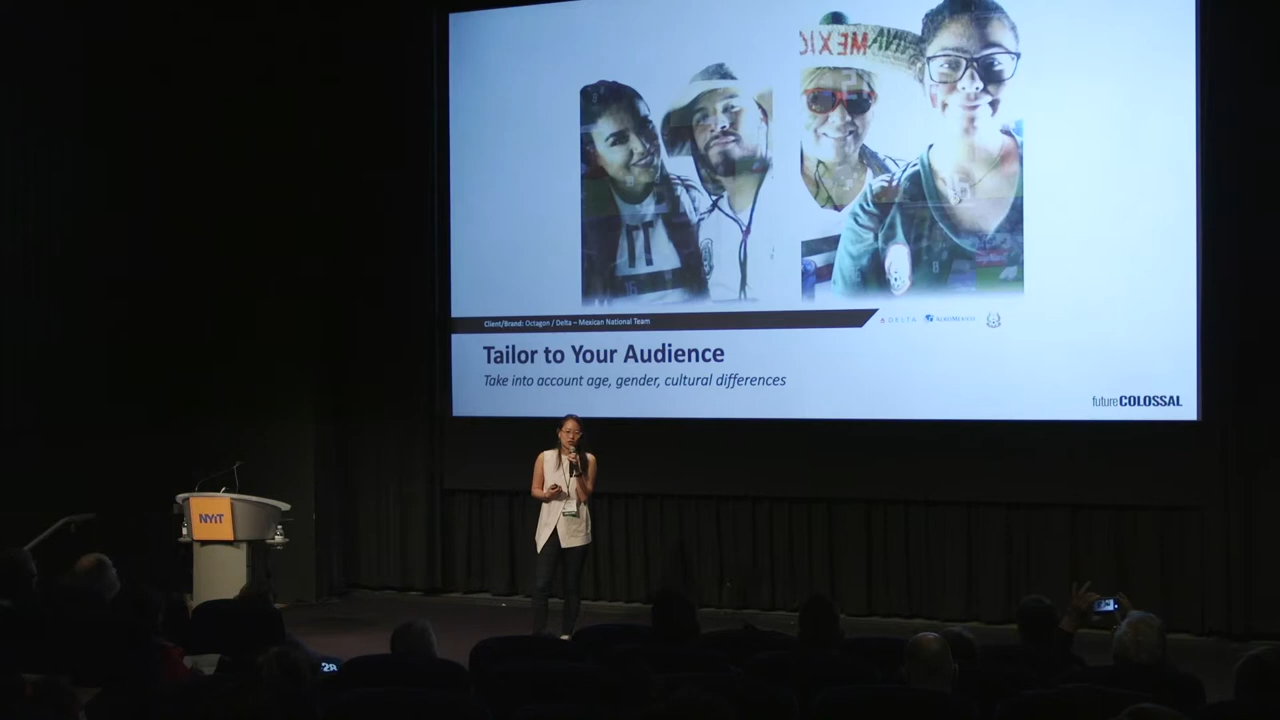 MEXIC
Client/Brand: Octagon / Delta – Mexican National Team
DELTA
AEROMEXICO
Tailor to Your Audience
Take into account age, gender, cultural differences
futureCOLOSSAL
NYiT